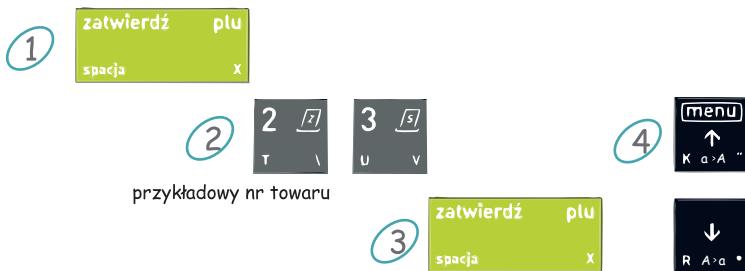 1
zatwierdź plu
spacja X
2
2 Z
T \
3 S
U V
przykładowy nr towaru
3
zatwierdź plu
spacja X
4
menu
↑
K a>A ¨
↓
R A>a •